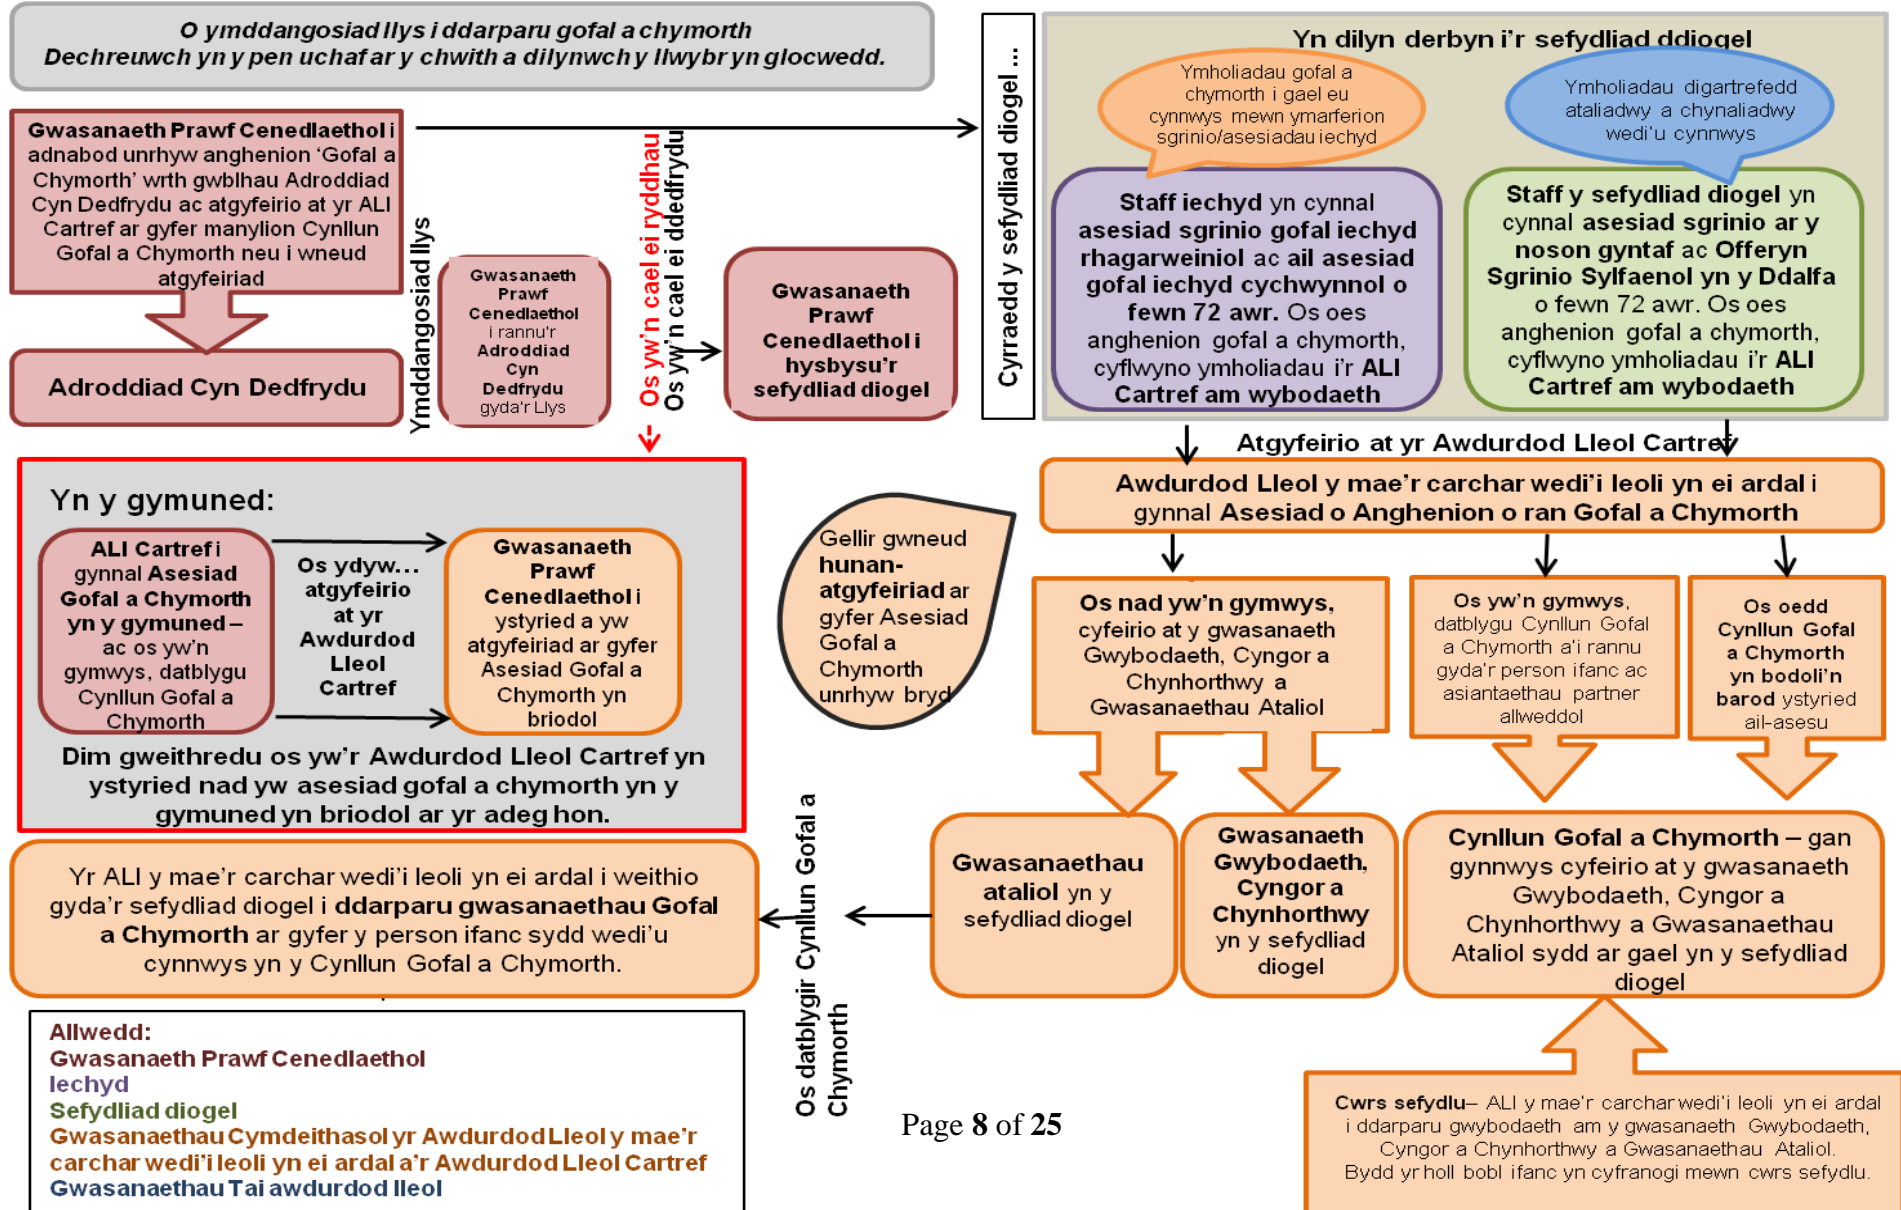 O ymddangosiad llys i ddarparu gofal a chymorth
Dechreuwch yn y pen uchaf ar y chwith a dilynwch y llwybr yn glocwedd.
Gwasanaeth Prawf Cenedlaethol i
adnabod unrhyw anghenion ‘Gofal a
Chymorth’ wrth gwblhau Adroddiad
Cyn Dedfrydu ac atgyfeirio at yr ALl
Cartref ar gyfer manylion Cynllun
Gofal a Chymorth neu i wneud
atgyfeiriad
Adroddiad Cyn Dedfrydu
Ymddangosiad llys
Gwasanaeth
Prawf
Cenedlaethol
i rannu'r
Adroddiad
Cyn
Dedfrydu
gyda'r Llys
Os yw'n cael ei ryddhau
Os yw'n cael ei ddedfrydu
Gwasanaeth
Prawf
Cenedlaethol i
hysbysu'r
sefydliad diogel
Cyrraedd y sefydliad diogel ...
Yn dilyn derbyn i'r sefydliad ddiogel
Ymholiadau gofal a
chymorth i gael eu
cynnwys mewn ymarferion
sgrinio/asesiadau iechyd
Ymholiadau digartrefedd
ataliadwy a chynaliadwy
wedi'u cynnwys
Staff iechyd yn cynnal
asesiad sgrinio gofal iechyd
rhagarweiniol ac ail asesiad
gofal iechyd cychwynnol o
fewn 72 awr. Os oes
anghenion gofal a chymorth,
cyflwyno ymholiadau i'r ALl
Cartref am wybodaeth
Staff y sefydliad diogel yn
cynnal asesiad sgrinio ar y
noson gyntaf ac Offeryn
Sgrinio Sylfaenol yn y Ddalfa
o fewn 72 awr. Os oes
anghenion gofal a chymorth,
cyflwyno ymholiadau i'r ALl
Cartref am wybodaeth
Atgyfeirio at yr Awdurdod Lleol Cartref
Awdurdod Lleol y mae'r carchar wedi'i leoli yn ei ardal i
gynnal Asesiad o Anghenion o ran Gofal a Chymorth
Yn y gymuned:
ALl Cartref i
gynnal Asesiad
Gofal a Chymorth
yn y gymuned –
ac os yw'n
gymwys, datblygu
Cynllun Gofal a
Chymorth
Os ydyw...
atgyfeirio
at yr
Awdurdod
Lleol
Cartref
Gwasanaeth
Prawf
Cenedlaethol i
ystyried a yw
atgyfeiriad ar gyfer
Asesiad Gofal a
Chymorth yn
briodol
Dim gweithredu os yw'r Awdurdod Lleol Cartref yn
ystyried nad yw asesiad gofal a chymorth yn y
gymuned yn briodol ar yr adeg hon.
Gellir gwneud
hunan-
atgyfeiriad ar
gyfer Asesiad
Gofal a
Chymorth
unrhyw bryd
Os nad yw'n gymwys,
cyfeirio at y gwasanaeth
Gwybodaeth, Cyngor a
Chynhorthwy a
Gwasanaethau Ataliol
Os yw'n gymwys,
datblygu Cynllun Gofal
a Chymorth a'i rannu
gyda'r person ifanc ac
asiantaethau partner
allweddol
Os oedd
Cynllun Gofal
a Chymorth
yn bodoli'n
barod ystyried
ail-asesu
Gwasanaethau
ataliol yn y
sefydliad diogel
Gwasanaeth
Gwybodaeth,
Cyngor a
Chynhorthwy
yn y sefydliad
diogel
Cynllun Gofal a Chymorth – gan
gynnwys cyfeirio at y gwasanaeth
Gwybodaeth, Cyngor a
Chynhorthwy a Gwasanaethau
Ataliol sydd ar gael yn y sefydliad
diogel
Os datblygir Cynllun Gofal a
Chymorth
Yr ALl y mae'r carchar wedi'i leoli yn ei ardal i weithio
gyda'r sefydliad diogel i ddarparu gwasanaethau Gofal
a Chymorth ar gyfer y person ifanc sydd wedi'u
cynnwys yn y Cynllun Gofal a Chymorth.
Allwedd:
Gwasanaeth Prawf Cenedlaethol
Iechyd
Sefydliad diogel
Gwasanaethau Cymdeithasol yr Awdurdod Lleol y mae'r
carchar wedi'i leoli yn ei ardal a'r Awdurdod Lleol Cartref
Gwasanaethau Tai awdurdod lleol
Cwrs sefydlu– ALl y mae'r carchar wedi'i leoli yn ei ardal
i ddarparu gwybodaeth am y gwasanaeth Gwybodaeth,
Cyngor a Chynhorthwy a Gwasanaethau Ataliol.
Bydd yr holl bobl ifanc yn cyfranogi mewn cwrs sefydlu.
Page 8 of 25